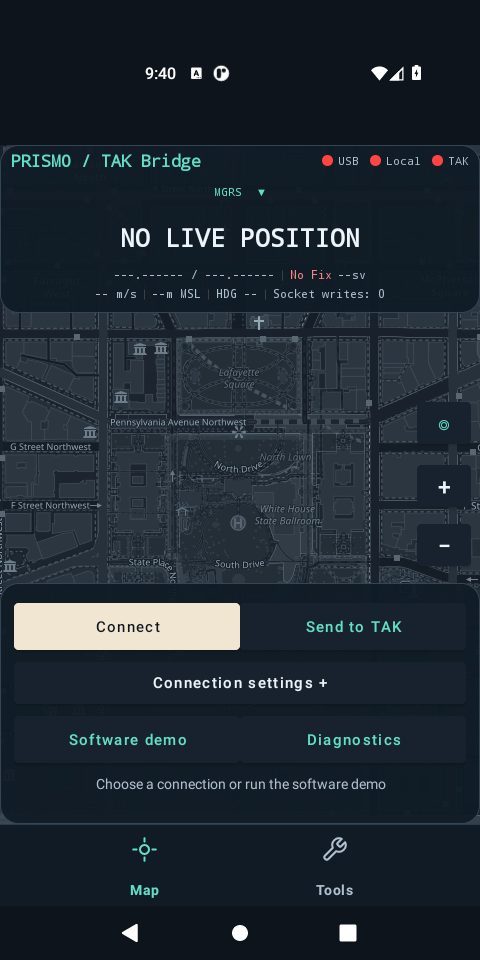 9:40
PRISMO / TAK Bridge
USB Local TAK
MGRS ▼
NO LIVE POSITION
---.------ / ---.------ | No Fix --sv
-- m/s | --m MSL | HDG -- | Socket writes: 0
Lafayette
Square
Pennsylvania Avenue Northwest
G Street Northwest
North Lawn
North Drive
F Street Northwest
White House
State Ballroom
H
State Place N
South Drive
+
−
Connect
Send to TAK
Connection settings +
Software demo
Diagnostics
Choose a connection or run the software demo
Map
Tools